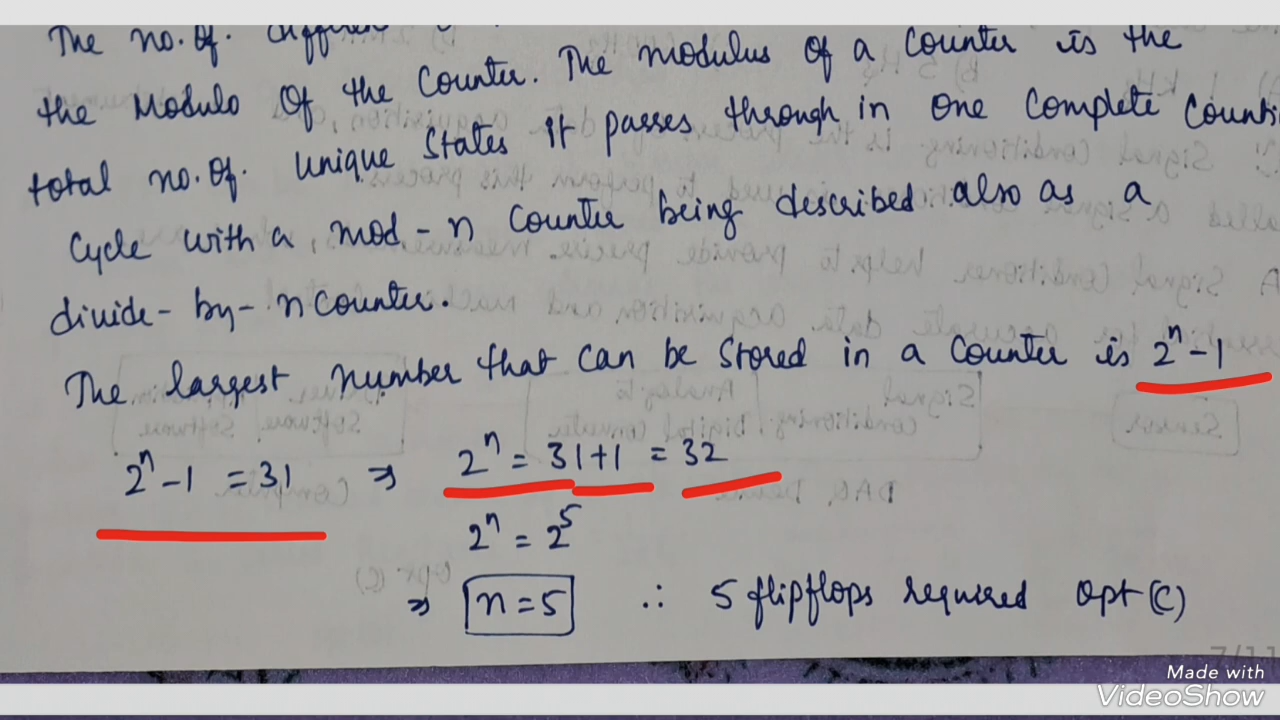 The no. of.
the Modulo Of the Counter. The modulus of a Counter is the
total no. of. unique states it passes through in one Complete Counti
Cycle with a mod-n Counter being described also as a
divide-by-n counter.
The largest number that can be stored in a counter is 2ⁿ-1
2ⁿ-1 = 31 ⇒ 2ⁿ = 31+1 = 32
2ⁿ = 2⁵
⇒ n=5 ∴ 5 flipflops required opt (C)
Made with
VideoShow